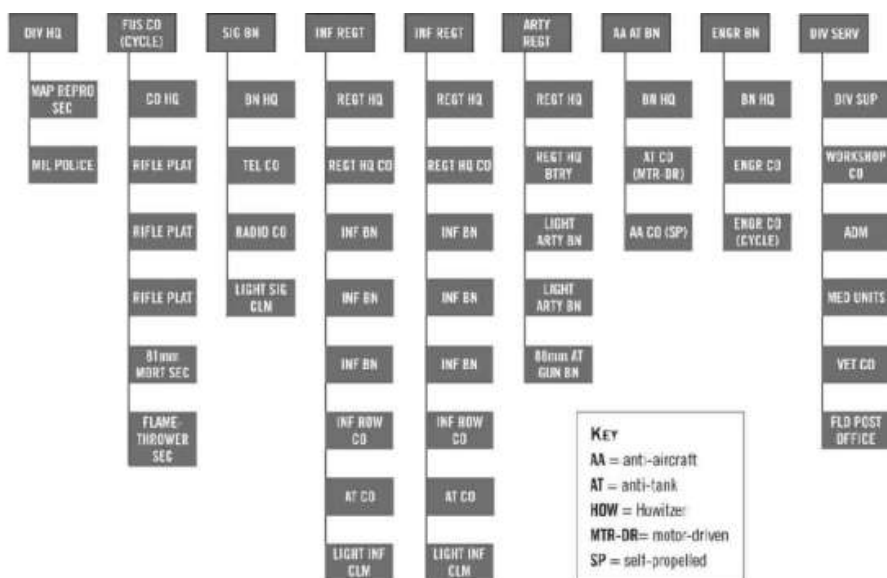 DIV HQ
MAP REPRO
SEC
MIL POLICE
FUS CO
(CYCLE)
CO HQ
RIFLE PLAT
RIFLE PLAT
RIFLE PLAT
81mm
MORT SEC
FLAME-
THROWER
SEC
SIG BN
BN HQ
TEL CO
RADIO CO
LIGHT SIG
CLM
INF REGT
REGT HQ
REGT HQ CO
INF BN
INF BN
INF BN
INF HOW
CO
AT CO
LIGHT INF
CLM
INF REGT
REGT HQ
REGT HQ CO
INF BN
INF BN
INF BN
INF HOW
CO
AT CO
LIGHT INF
CLM
ARTY
REGT
REGT HQ
REGT HQ
BTRY
LIGHT
ARTY BN
LIGHT
ARTY BN
88mm AT
GUN BN
AA AT BN
BN HQ
AT CO
(MTR-DR)
AA CO (SP)
ENGR BN
BN HQ
ENGR CO
ENGR CO
(CYCLE)
DIV SERV
DIV SUP
WORKSHOP
CO
ADM
MED UNITS
VET CO
FLD POST
OFFICE
KEY
AA = anti-aircraft
AT = anti-tank
HOW = Howitzer
MTR-DR= motor-driven
SP = self-propelled